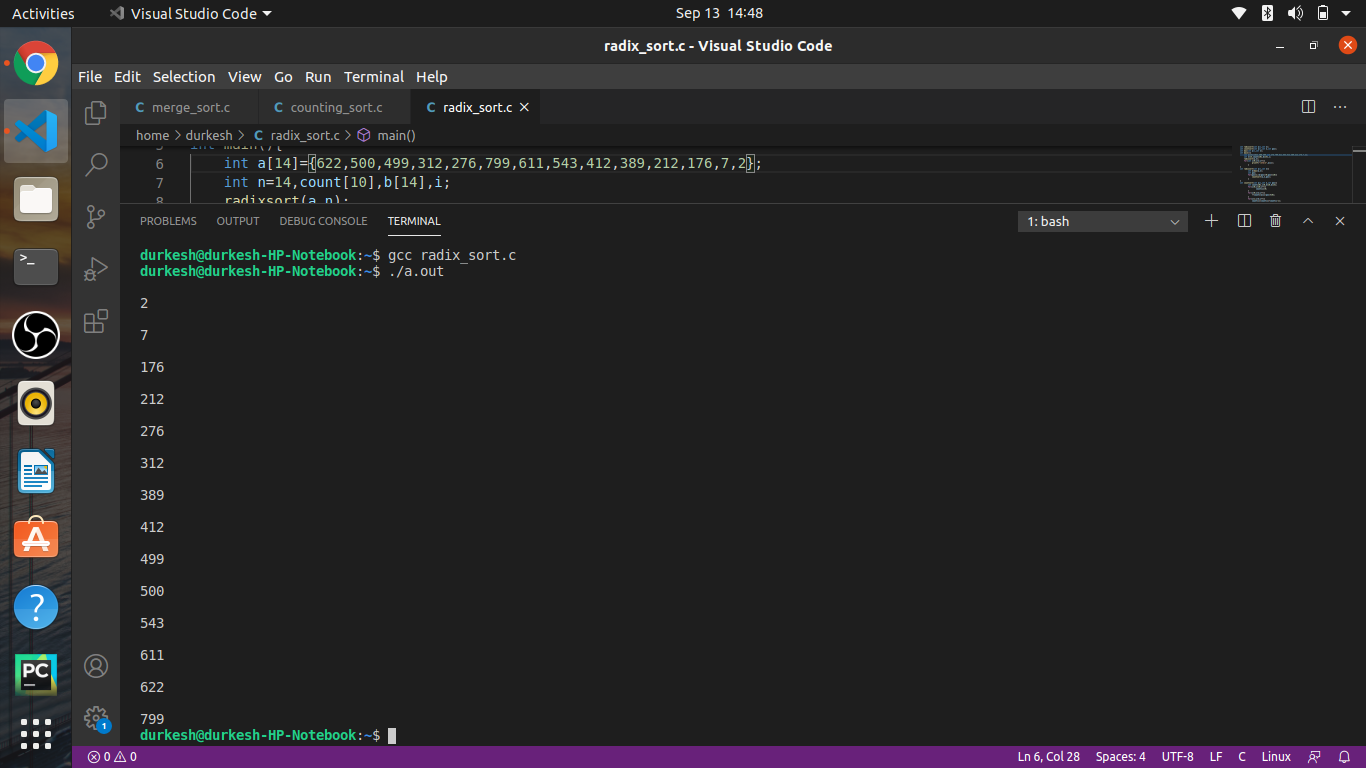 Activities Visual Studio Code Sep 13 14:48
radix_sort.c - Visual Studio Code
File Edit Selection View Go Run Terminal Help
C merge_sort.c C counting_sort.c C radix_sort.c
home > durkesh > C radix_sort.c > main()
5 int main(){
6 int a[14]={622,500,499,312,276,799,611,543,412,389,212,176,7,2};
7 int n=14,count[10],b[14],i;
8 radixsort(a,n);
PROBLEMS OUTPUT DEBUG CONSOLE TERMINAL 1: bash
durkesh@durkesh-HP-Notebook:~$ gcc radix_sort.c
durkesh@durkesh-HP-Notebook:~$ ./a.out
2
7
176
212
276
312
389
412
499
500
543
611
622
799
durkesh@durkesh-HP-Notebook:~$
>_
A
?
PC
1
0 0 Ln 6, Col 28 Spaces: 4 UTF-8 LF C Linux